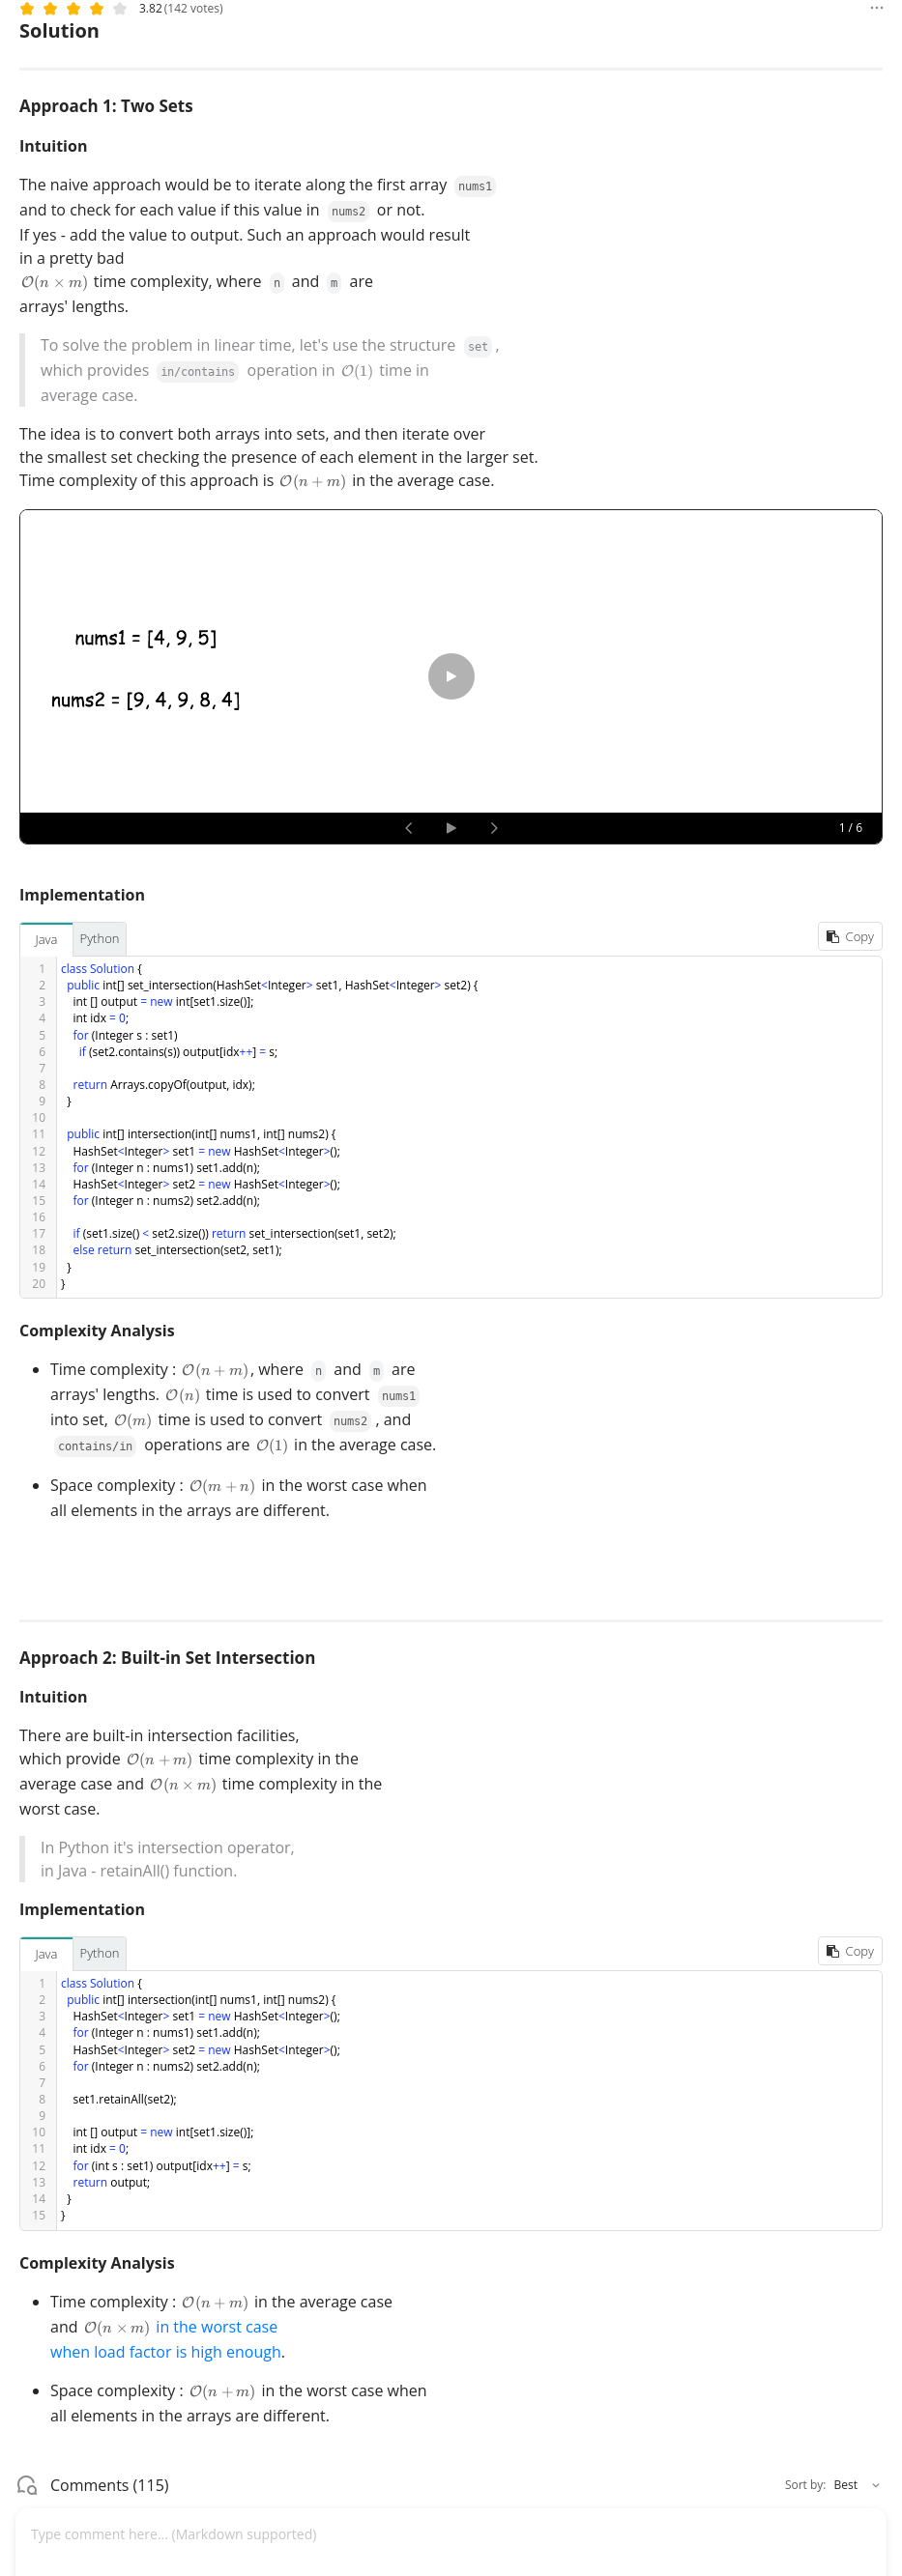 3.82 (142 votes)
Solution
Approach 1: Two Sets
Intuition
The naive approach would be to iterate along the first array nums1
and to check for each value if this value in nums2 or not.
If yes - add the value to output. Such an approach would result
in a pretty bad
O(n × m) time complexity, where n and m are
arrays' lengths.
To solve the problem in linear time, let's use the structure set ,
which provides in/contains operation in O(1) time in
average case.
The idea is to convert both arrays into sets, and then iterate over
the smallest set checking the presence of each element in the larger set.
Time complexity of this approach is O(n + m) in the average case.
nums1 = [4, 9, 5]
nums2 = [9, 4, 9, 8, 4]
1 / 6
Implementation
Java Python Copy
1 class Solution {
2 public int[] set_intersection(HashSet<Integer> set1, HashSet<Integer> set2) {
3 int [] output = new int[set1.size()];
4 int idx = 0;
5 for (Integer s : set1)
6 if (set2.contains(s)) output[idx++] = s;
7
8 return Arrays.copyOf(output, idx);
9 }
10
11 public int[] intersection(int[] nums1, int[] nums2) {
12 HashSet<Integer> set1 = new HashSet<Integer>();
13 for (Integer n : nums1) set1.add(n);
14 HashSet<Integer> set2 = new HashSet<Integer>();
15 for (Integer n : nums2) set2.add(n);
16
17 if (set1.size() < set2.size()) return set_intersection(set1, set2);
18 else return set_intersection(set2, set1);
19 }
20 }
Complexity Analysis
• Time complexity : O(n + m), where n and m are
arrays' lengths. O(n) time is used to convert nums1
into set, O(m) time is used to convert nums2 , and
contains/in operations are O(1) in the average case.
• Space complexity : O(m + n) in the worst case when
all elements in the arrays are different.
Approach 2: Built-in Set Intersection
Intuition
There are built-in intersection facilities,
which provide O(n + m) time complexity in the
average case and O(n × m) time complexity in the
worst case.
In Python it's intersection operator,
in Java - retainAll() function.
Implementation
Java Python Copy
1 class Solution {
2 public int[] intersection(int[] nums1, int[] nums2) {
3 HashSet<Integer> set1 = new HashSet<Integer>();
4 for (Integer n : nums1) set1.add(n);
5 HashSet<Integer> set2 = new HashSet<Integer>();
6 for (Integer n : nums2) set2.add(n);
7
8 set1.retainAll(set2);
9
10 int [] output = new int[set1.size()];
11 int idx = 0;
12 for (int s : set1) output[idx++] = s;
13 return output;
14 }
15 }
Complexity Analysis
• Time complexity : O(n + m) in the average case
and O(n × m) in the worst case
when load factor is high enough.
• Space complexity : O(n + m) in the worst case when
all elements in the arrays are different.
Comments (115) Sort by: Best
Type comment here... (Markdown supported)